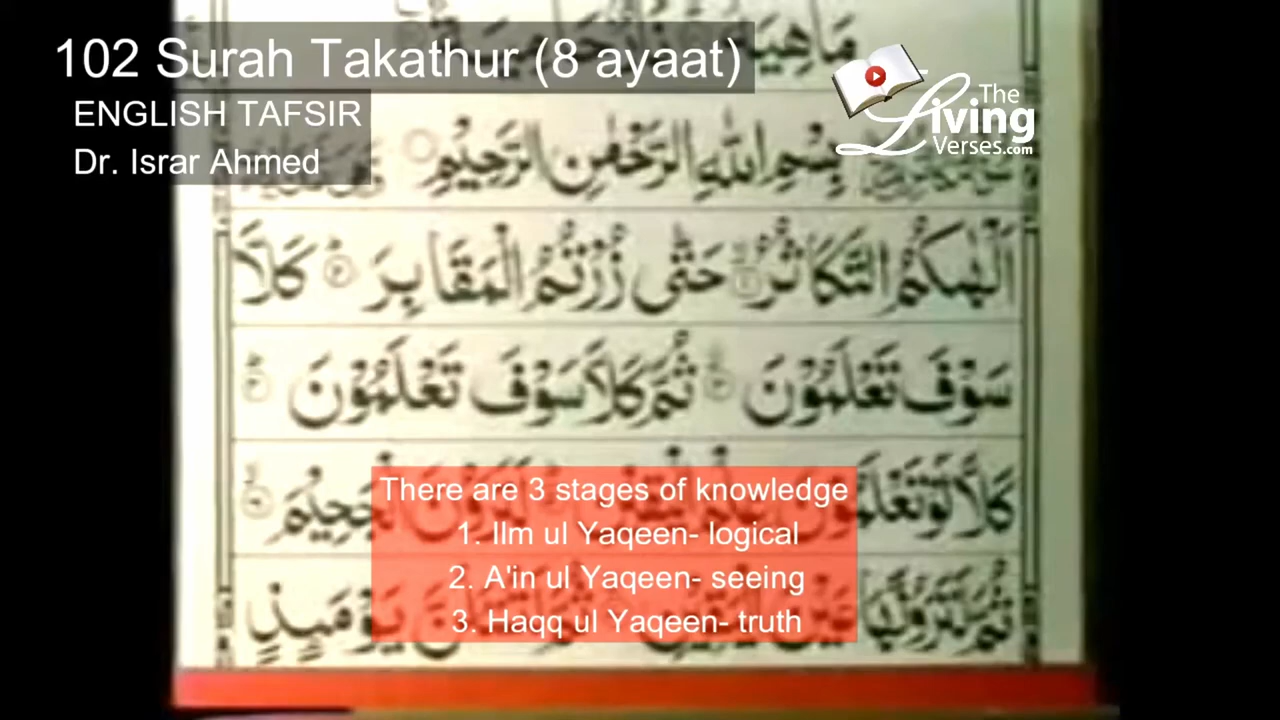 102 Surah Takathur (8 ayaat)
ENGLISH TAFSIR
Dr. Israr Ahmed
The
Living
Verses.com
بِسْمِ اللّٰهِ الرَّحْمٰنِ الرَّحِيْمِ
اَلْهٰىكُمُ التَّكَاثُرُ حَتّٰى زُرْتُمُ الْمَقَابِرَ كَلَّا
سَوْفَ تَعْلَمُوْنَ ثُمَّ كَلَّا سَوْفَ تَعْلَمُوْنَ
كَلَّا لَوْ تَعْلَمُوْنَ الْجَحِيْمَ
There are 3 stages of knowledge
1. Ilm ul Yaqeen- logical
2. A'in ul Yaqeen- seeing
3. Haqq ul Yaqeen- truth
ثُمَّ لَتَرَوُنَّهَا عَيْنَ يَوْمَئِذٍ